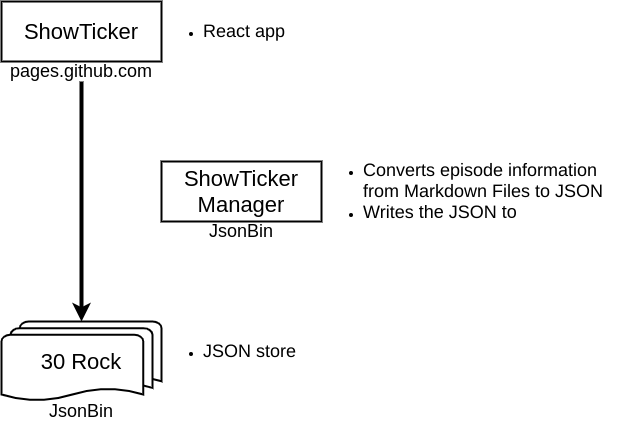 ShowTicker
pages.github.com
• React app
ShowTicker
Manager
JsonBin
• Converts episode information
from Markdown Files to JSON
• Writes the JSON to
30 Rock
JsonBin
• JSON store